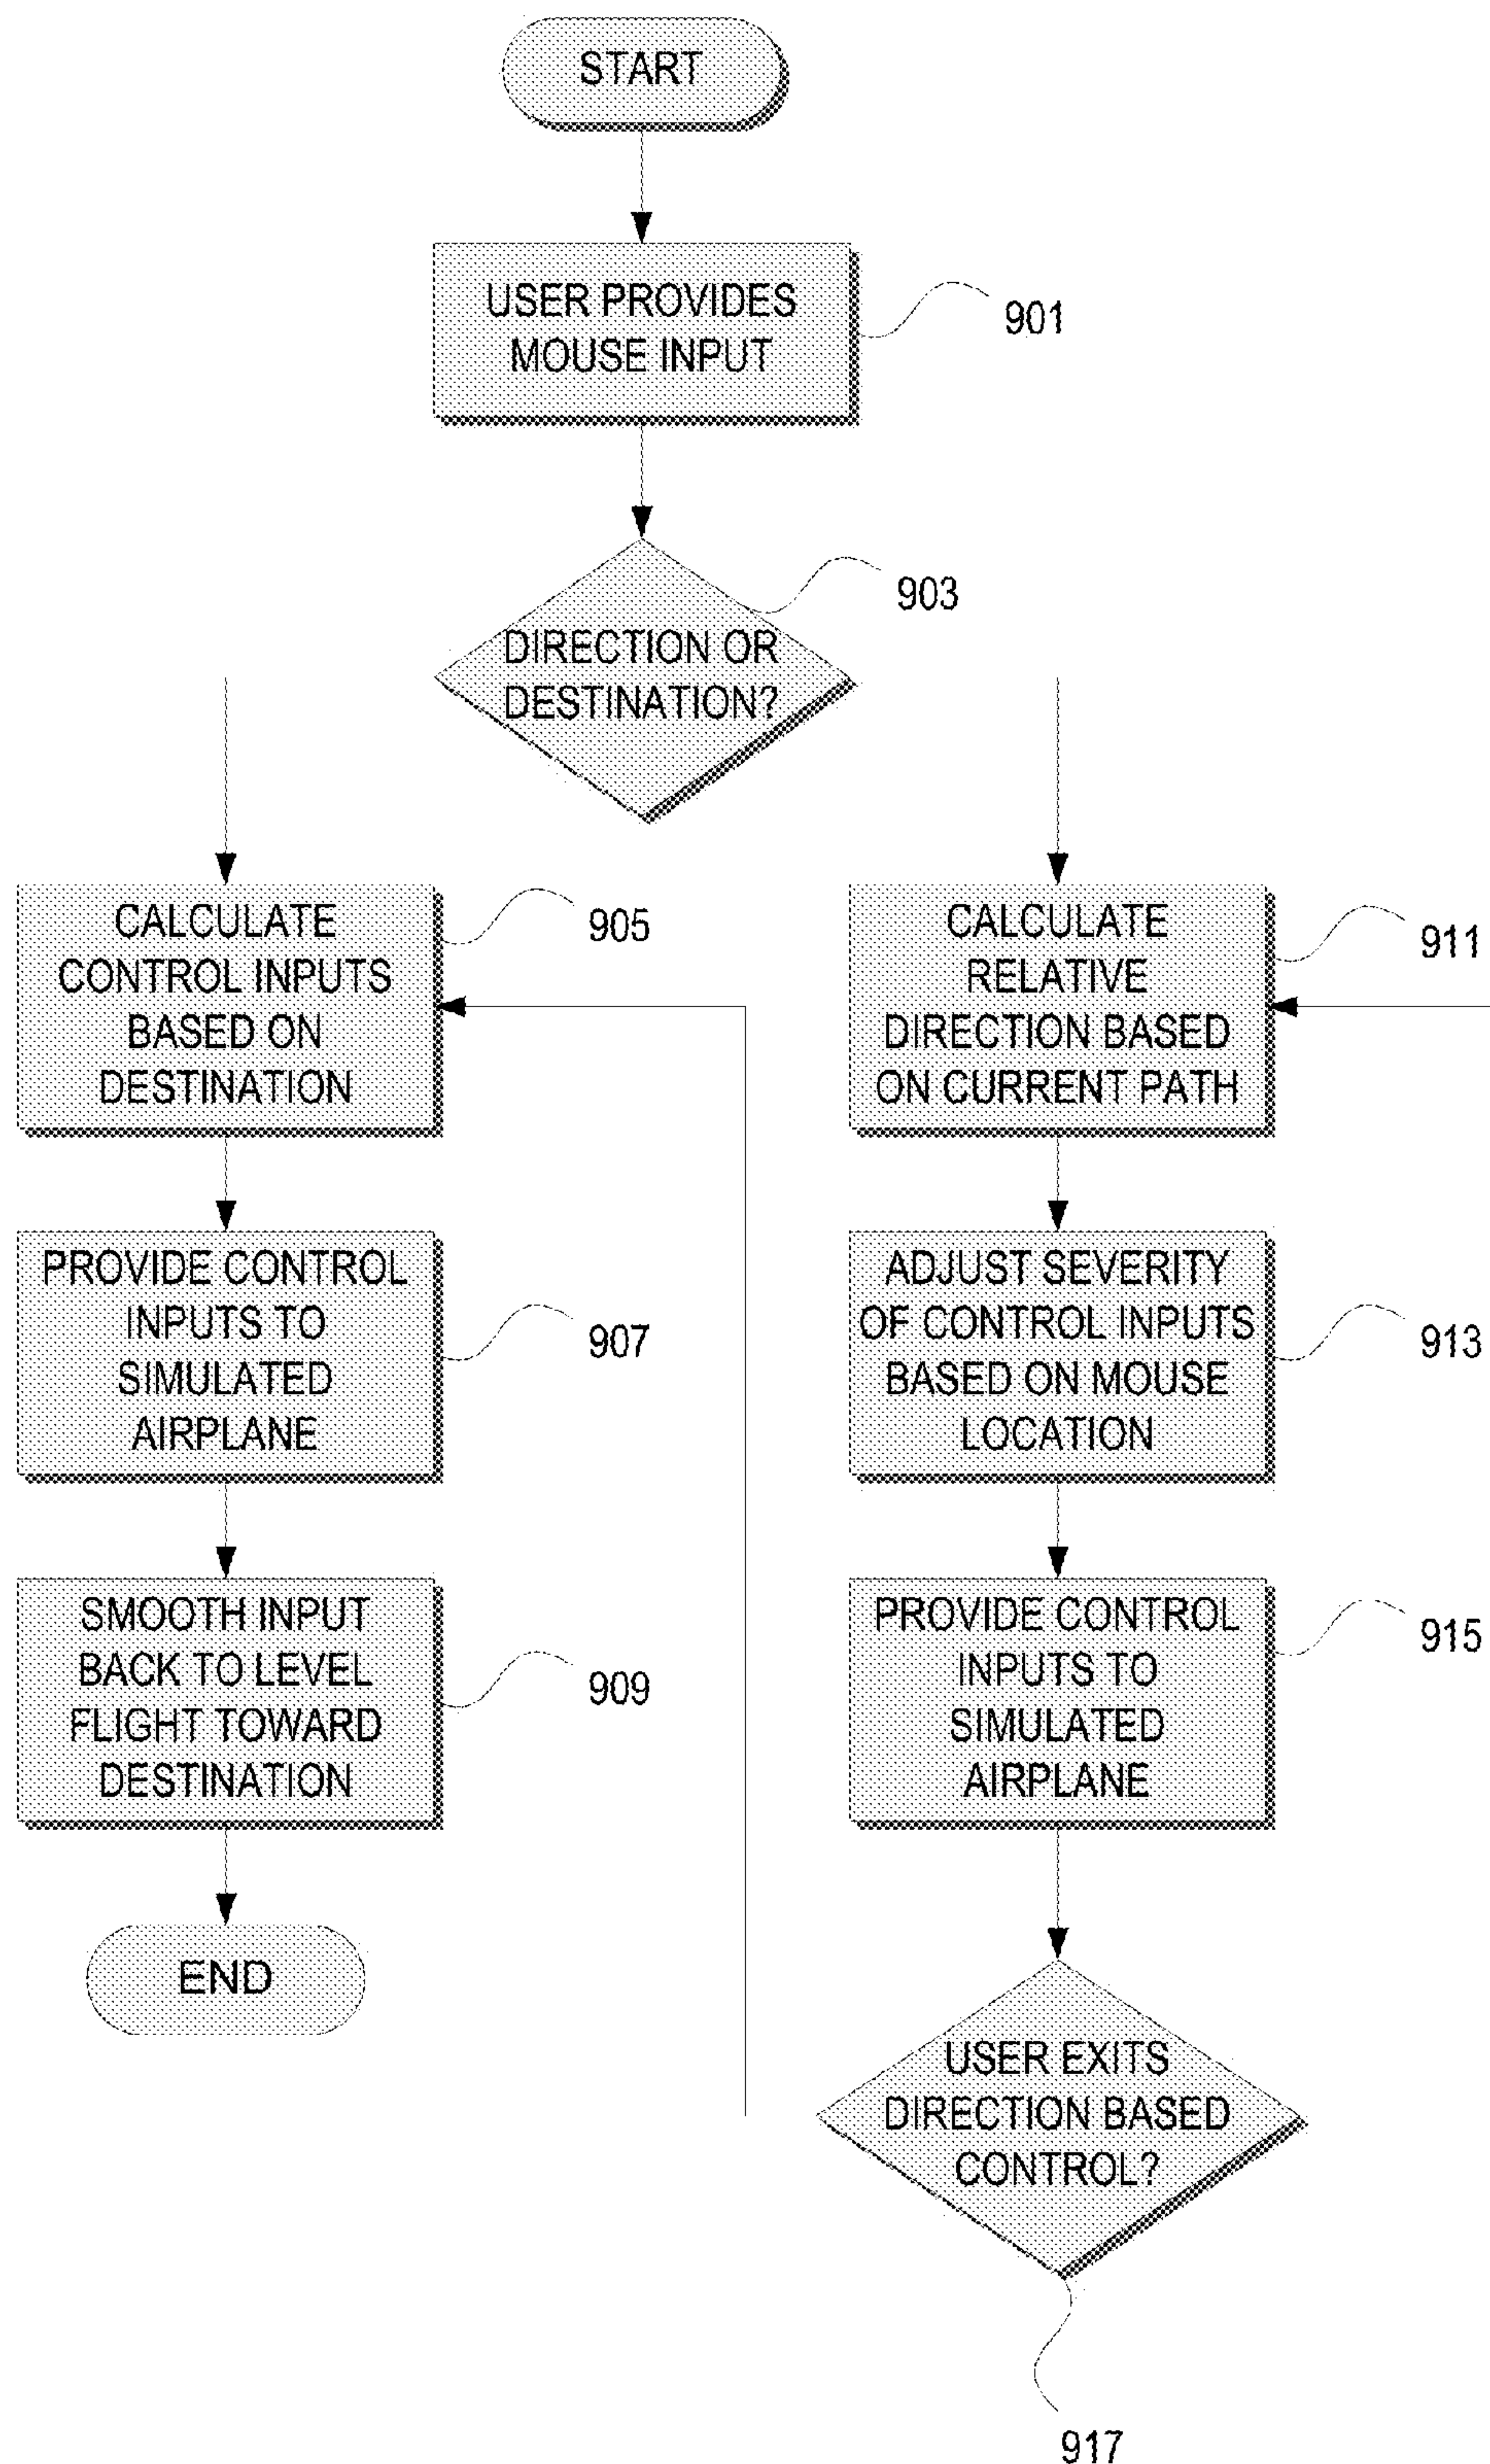 START
USER PROVIDES
MOUSE INPUT
901
903
DIRECTION OR
DESTINATION?
CALCULATE
CONTROL INPUTS
BASED ON
DESTINATION
905
PROVIDE CONTROL
INPUTS TO
SIMULATED
AIRPLANE
907
SMOOTH INPUT
BACK TO LEVEL
FLIGHT TOWARD
DESTINATION
909
END
CALCULATE
RELATIVE
DIRECTION BASED
ON CURRENT PATH
911
ADJUST SEVERITY
OF CONTROL INPUTS
BASED ON MOUSE
LOCATION
913
PROVIDE CONTROL
INPUTS TO
SIMULATED
AIRPLANE
915
USER EXITS
DIRECTION BASED
CONTROL?
917